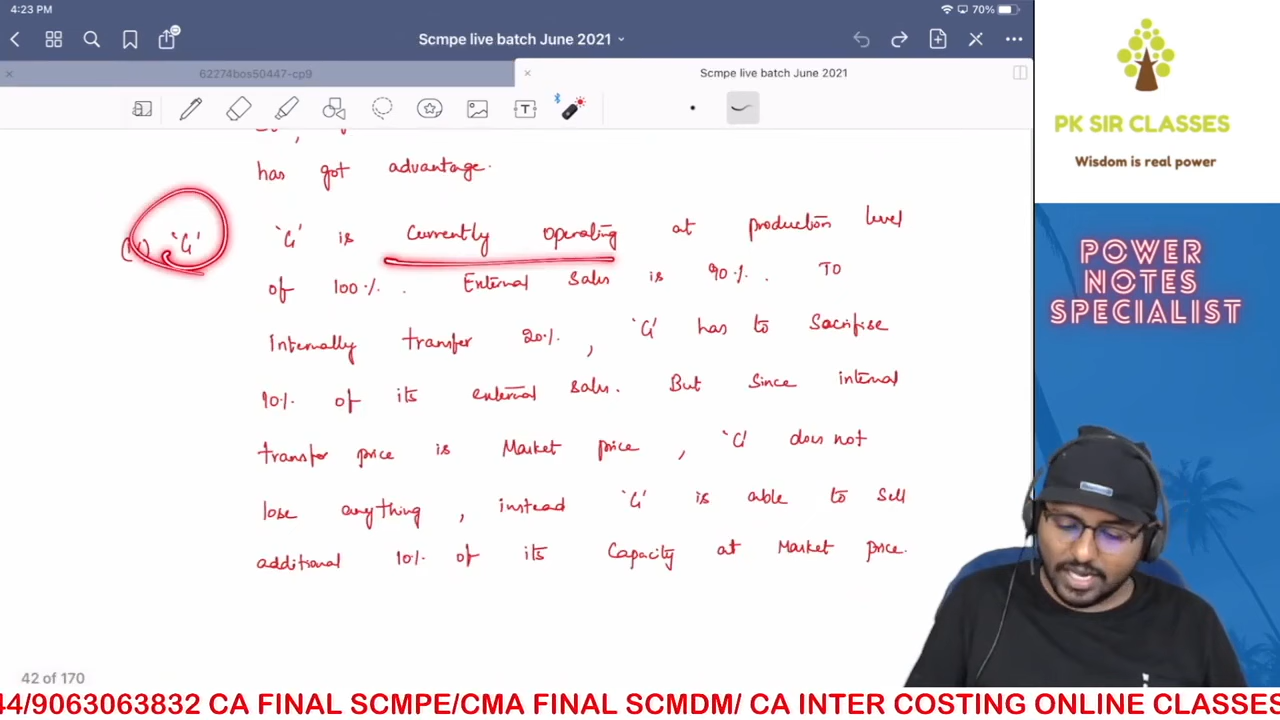 4:23 PM
70%
Scmpe live batch June 2021
62274bos50447-cp9
Scmpe live batch June 2021
has got advantage.
'G' 'G' is Currently operating at production level
of 100%. External Sales is 90%. To
Internally transfer 20%, 'G' has to Sacrifise
10% of its external sales. But Since internal
transfer price is Market price, 'G' does not
lose anything, instead 'G' is able to sell
additional 10% of its Capacity at Market price.
42 of 170
PK SIR CLASSES
Wisdom is real power
POWER
NOTES
SPECIALIST
44/9063063832 CA FINAL SCMPE/CMA FINAL SCMDM/ CA INTER COSTING ONLINE CLASSES